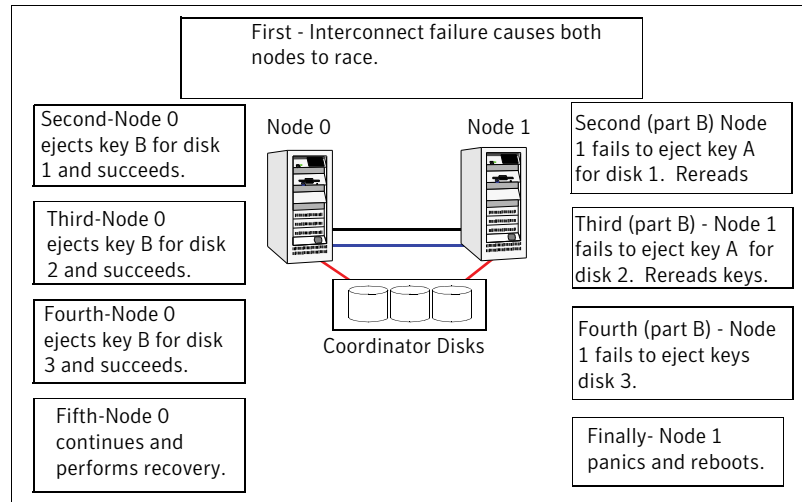 First - Interconnect failure causes both
nodes to race.
Second-Node 0
ejects key B for disk
1 and succeeds.
Node 0
Node 1
Second (part B) Node
1 fails to eject key A
for disk 1.  Rereads
Third-Node 0
ejects key B for disk
2 and succeeds.
Third (part B) - Node 1
fails to eject key A  for
disk 2.  Rereads keys.
Fourth-Node 0
ejects key B for disk
3 and succeeds.
Coordinator Disks
Fourth (part B) - Node
1 fails to eject keys
disk 3.
Fifth-Node 0
continues and
performs recovery.
Finally- Node 1
panics and reboots.